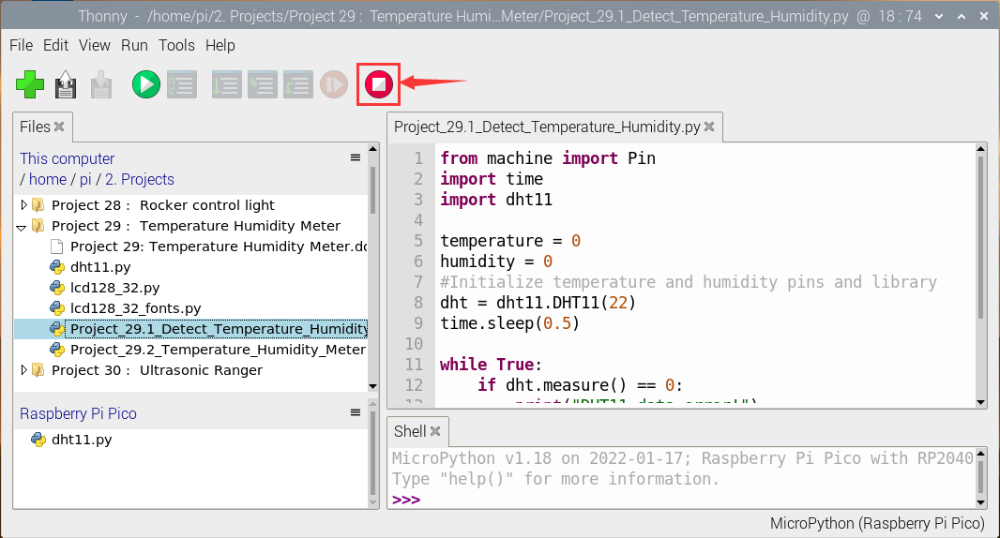 Thonny - /home/pi/2. Projects/Project 29 : Temperature Humi...Meter/Project_29.1_Detect_Temperature_Humidity.py @ 18 : 74
File Edit View Run Tools Help
Files
This computer
/ home / pi / 2. Projects
Project 28 : Rocker control light
Project 29 : Temperature Humidity Meter
Project 29: Temperature Humidity Meter.dc
dht11.py
lcd128_32.py
lcd128_32_fonts.py
Project_29.1_Detect_Temperature_Humidity
Project_29.2_Temperature_Humidity_Meter
Project 30 : Ultrasonic Ranger
Raspberry Pi Pico
dht11.py
Project_29.1_Detect_Temperature_Humidity.py
1 from machine import Pin
2 import time
3 import dht11
4
5 temperature = 0
6 humidity = 0
7 #Initialize temperature and humidity pins and library
8 dht = dht11.DHT11(22)
9 time.sleep(0.5)
10
11 while True:
12 if dht.measure() == 0:
13 print("DHT11 data error!")
Shell
MicroPython v1.18 on 2022-01-17; Raspberry Pi Pico with RP2040
Type "help()" for more information.
>>>
MicroPython (Raspberry Pi Pico)